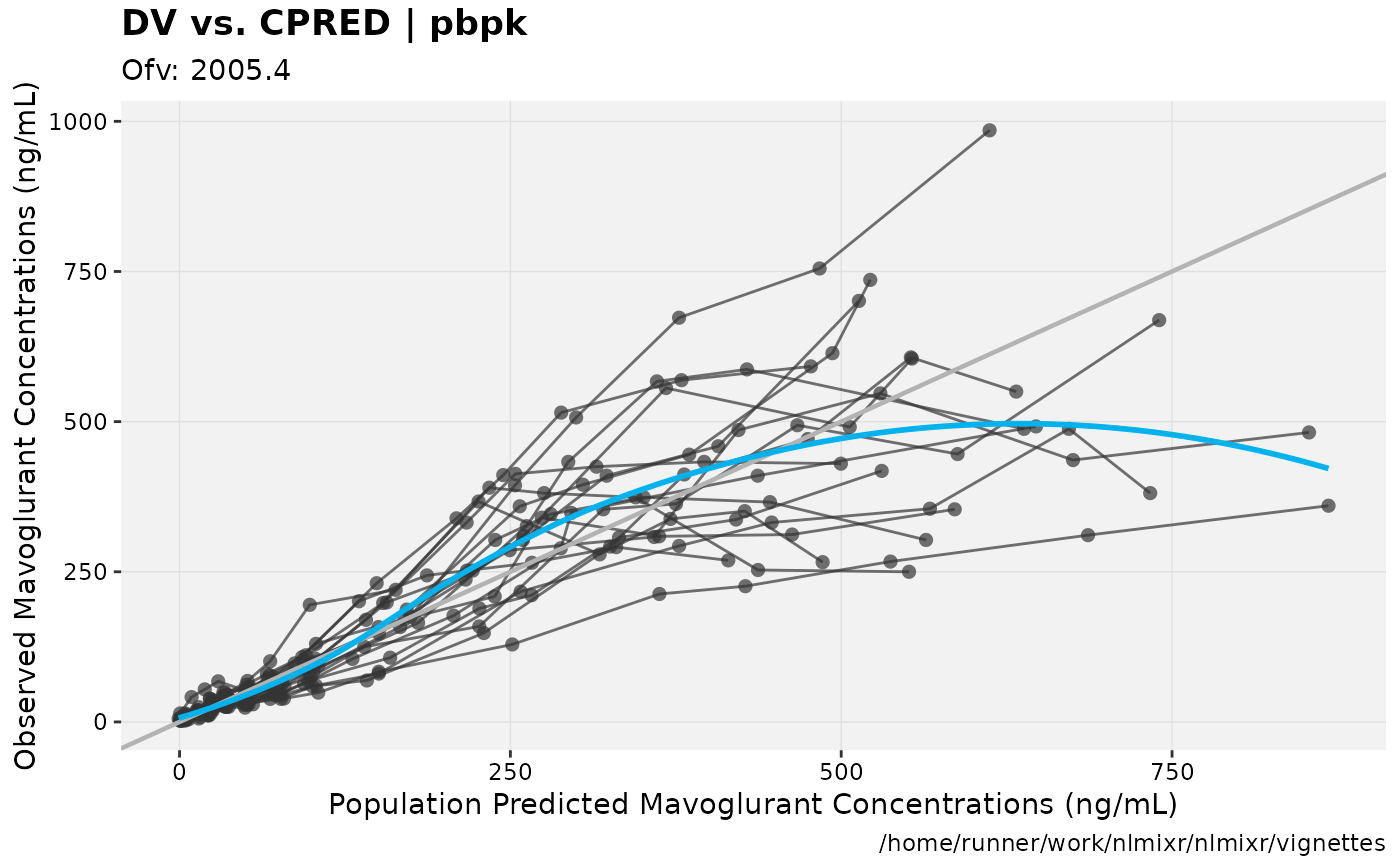 DV vs. CPRED | pbpk
Ofv: 2005.4
Observed Mavoglurant Concentrations (ng/mL)
1000
750
500
250
0
0
250
500
750
Population Predicted Mavoglurant Concentrations (ng/mL)
/home/runner/work/nlmixr/nlmixr/vignettes